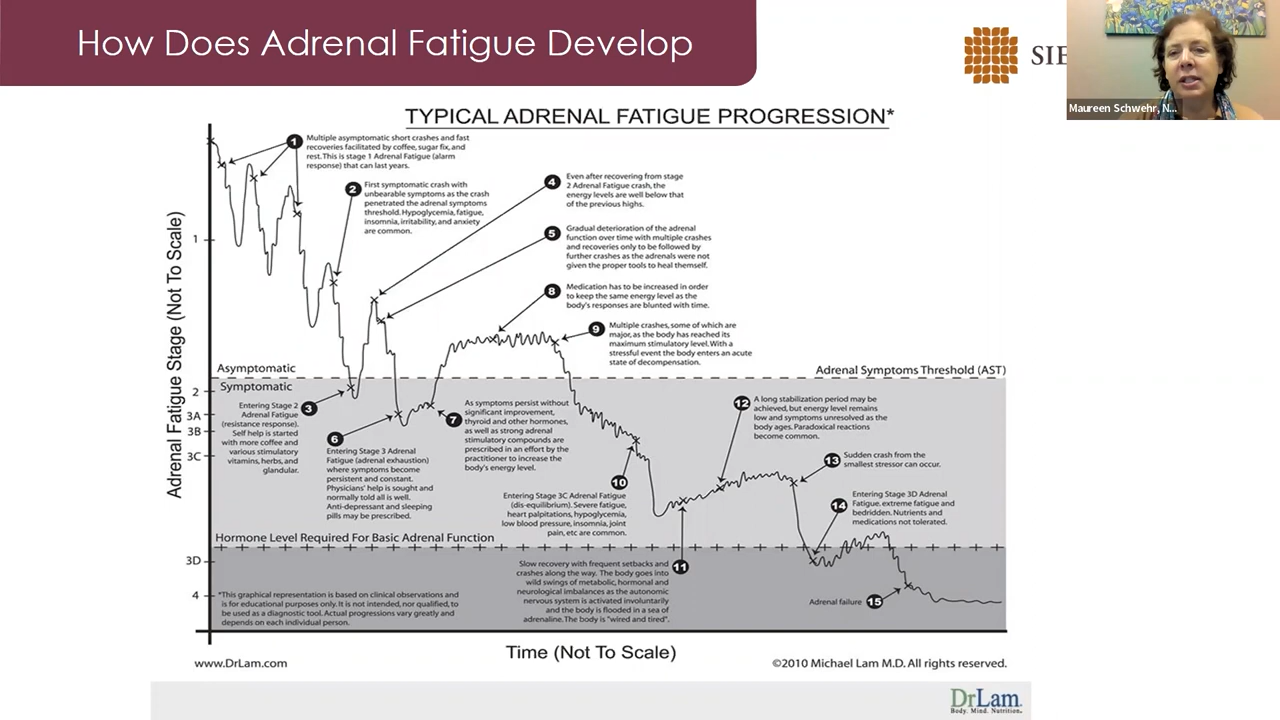 How Does Adrenal Fatigue Develop
SIE
Maureen Schwehr, N...
TYPICAL ADRENAL FATIGUE PROGRESSION*
Adrenal Fatigue Stage (Not To Scale)
1
Multiple asymptomatic short crashes and fast
recoveries facilitated by coffee, sugar fix, and
rest. This is stage 1 Adrenal Fatigue (alarm
response) that can last years.
2
First symptomatic crash with
unbearable symptoms as the crash
penetrated the adrenal symptoms
threshold. Hypoglycemia, fatigue,
insomnia, irritability, and anxiety
are common.
4
Even after recovering from stage
2 Adrenal Fatigue crash, the
energy levels are well below that
of the previous highs.
5
Gradual deterioration of the adrenal
function over time with multiple crashes
and recoveries only to be followed by
further crashes as the adrenals were not
given the proper tools to heal themself.
8
Medication has to be increased in order
to keep the same energy level as the
body's responses are blunted with time.
9
Multiple crashes, some of which are
major, as the body has reached its
maximum stimulatory level. With a
stressful event the body enters an acute
state of decompensation.
1
Asymptomatic
Adrenal Symptoms Threshold (AST)
Symptomatic
2
3A
3B
3C
3
Entering Stage 2
Adrenal Fatigue
(resistance response).
Self help is started
with more coffee and
various stimulatory
vitamins, herbs, and
glandular.
6
Entering Stage 3 Adrenal
Fatigue (adrenal exhaustion)
where symptoms become
persistent and constant.
Physicians' help is sought and
normally told all is well.
Anti-depressant and sleeping
pills may be prescribed.
7
As symptoms persist without
significant improvement,
thyroid and other hormones,
as well as strong adrenal
stimulatory compounds are
prescribed in an effort by the
practitioner to increase the
body's energy level.
10
Entering Stage 3C Adrenal Fatigue
(dis-equilibrium). Severe fatigue,
heart palpitations, hypoglycemia,
low blood pressure, insomnia, joint
pain, etc are common.
12
A long stabilization period may be
achieved, but energy level remains
low and symptoms unresolved as the
body ages. Paradoxical reactions
become common.
13
Sudden crash from the
smallest stressor can occur.
14
Entering Stage 3D Adrenal
Fatigue. extreme fatigue and
bedridden. Nutrients and
medications not tolerated.
Hormone Level Required For Basic Adrenal Function
3D
4
11
Slow recovery with frequent setbacks and
crashes along the way. The body goes into
wild swings of metabolic, hormonal and
neurological imbalances as the autonomic
nervous system is activated involuntarily
and the body is flooded in a sea of
adrenaline. The body is "wired and tired".
Adrenal failure
15
*This graphical representation is based on clinical observations and
is for educational purposes only. It is not intended, nor qualified, to
be used as a diagnostic tool. Actual progressions vary greatly and
depends on each individual person.
Time (Not To Scale)
www.DrLam.com
©2010 Michael Lam M.D. All rights reserved.
DrLam.com
Body. Mind. Nutrition.